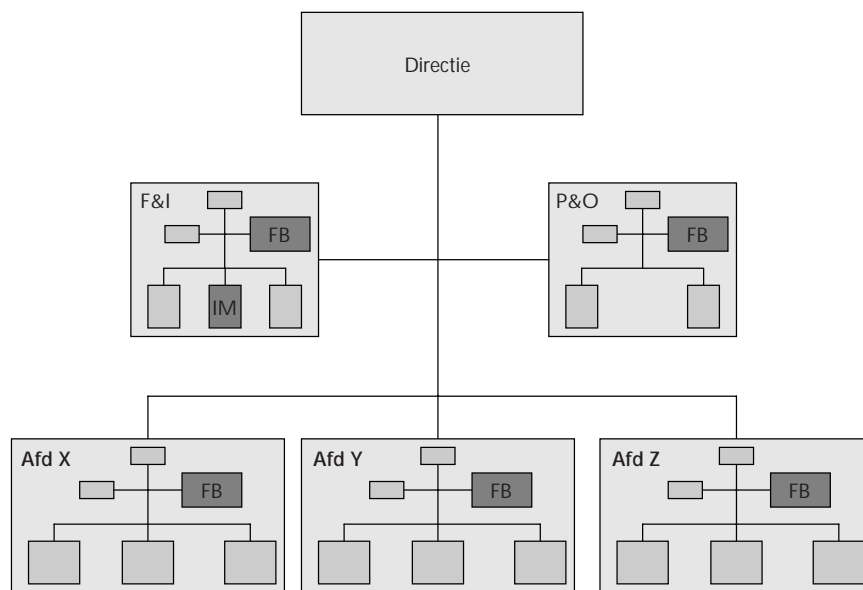 Directie
F&I
FB
IM
P&O
FB
Afd X
FB
Afd Y
FB
Afd Z
FB